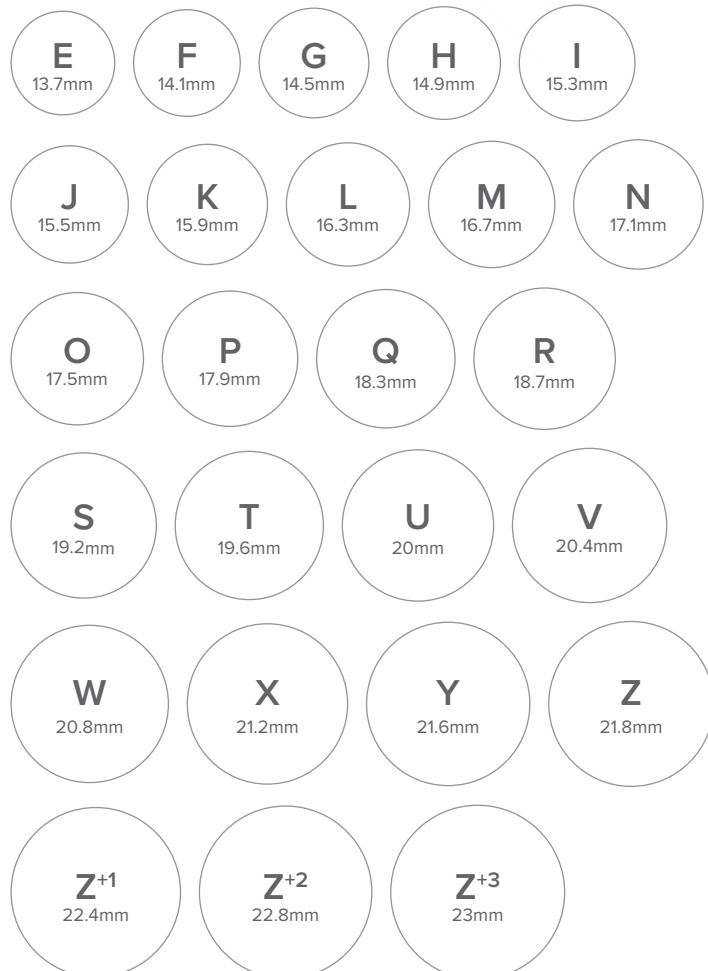 E F G H I
13.7mm 14.1mm 14.5mm 14.9mm 15.3mm
J K L M N
15.5mm 15.9mm 16.3mm 16.7mm 17.1mm
O P Q R
17.5mm 17.9mm 18.3mm 18.7mm
S T U V
19.2mm 19.6mm 20mm 20.4mm
W X Y Z
20.8mm 21.2mm 21.6mm 21.8mm
Z+1 Z+2 Z+3
22.4mm 22.8mm 23mm